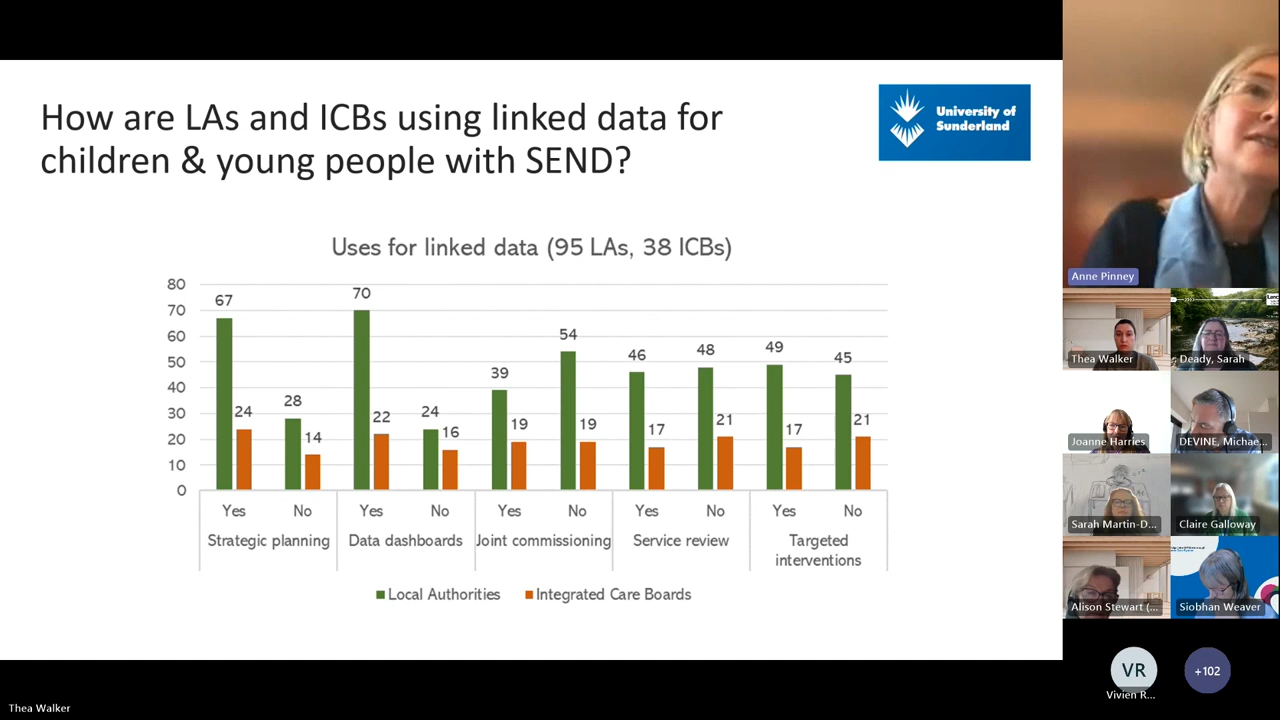 How are LAs and ICBs using linked data for
children & young people with SEND?
University of
Sunderland
Uses for linked data (95 LAs, 38 ICBs)
80
70
60
50
40
30
20
10
0
67 24 28 14 70 22 24 16 39 19 54 19 46 17 48 21 49 17 45 21
Yes No Yes No Yes No Yes No Yes No
Strategic planning Data dashboards Joint commissioning Service review Targeted
interventions
Local Authorities Integrated Care Boards
Anne Pinney
Thea Walker Deady, Sarah
Joanne Harries DEVINE, Michae...
Sarah Martin-D... Claire Galloway
Alison Stewart (... Siobhan Weaver
VR +102
Vivien R...
Thea Walker